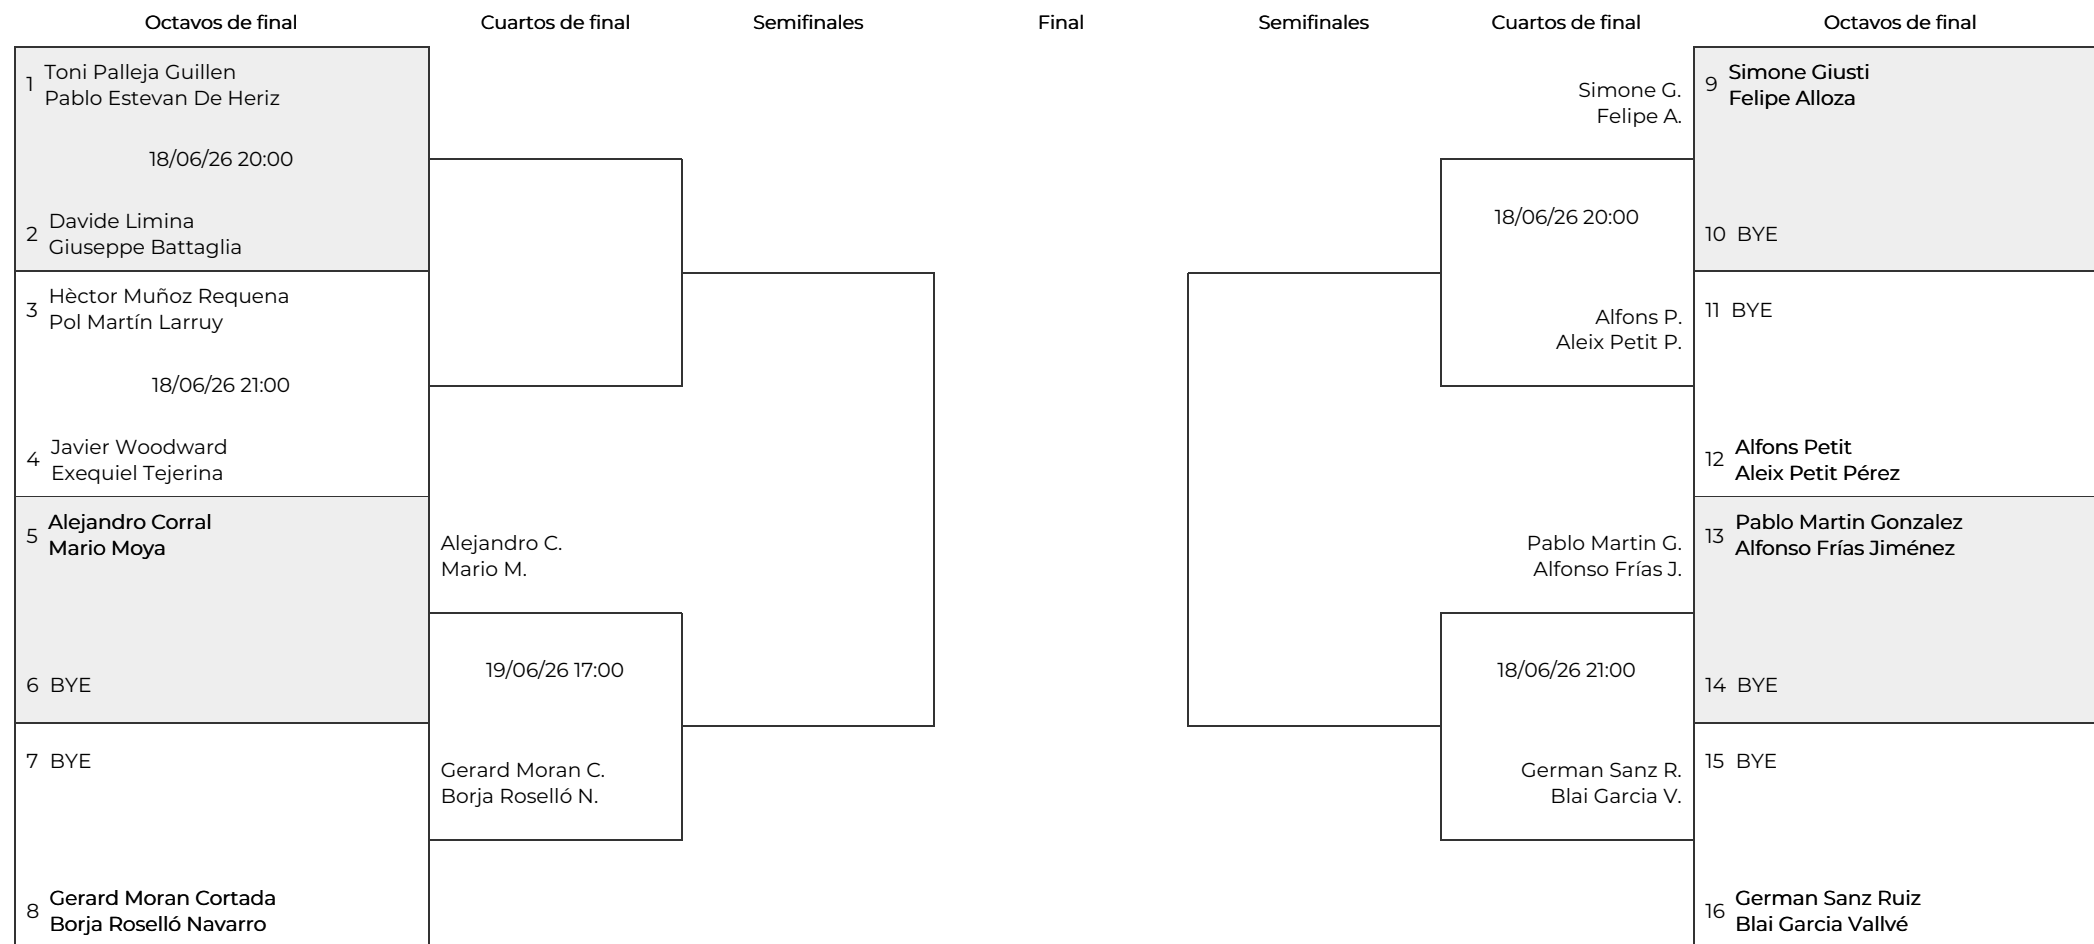 Octavos de final
Cuartos de final
Semifinales
Final
Semifinales
Cuartos de final
Octavos de final
1
Toni Palleja Guillen
Pablo Estevan De Heriz
18/06/26 20:00
2
Davide Limina
Giuseppe Battaglia
3
Hèctor Muñoz Requena
Pol Martín Larruy
18/06/26 21:00
4
Javier Woodward
Exequiel Tejerina
5
Alejandro Corral
Mario Moya
6 BYE
7 BYE
8
Gerard Moran Cortada
Borja Roselló Navarro
Alejandro C.
Mario M.
19/06/26 17:00
Gerard Moran C.
Borja Roselló N.
Simone G.
Felipe A.
18/06/26 20:00
Alfons P.
Aleix Petit P.
Pablo Martin G.
Alfonso Frías J.
18/06/26 21:00
German Sanz R.
Blai Garcia V.
9
Simone Giusti
Felipe Alloza
10 BYE
11 BYE
12
Alfons Petit
Aleix Petit Pérez
13
Pablo Martin Gonzalez
Alfonso Frías Jiménez
14 BYE
15 BYE
16
German Sanz Ruiz
Blai Garcia Vallvé